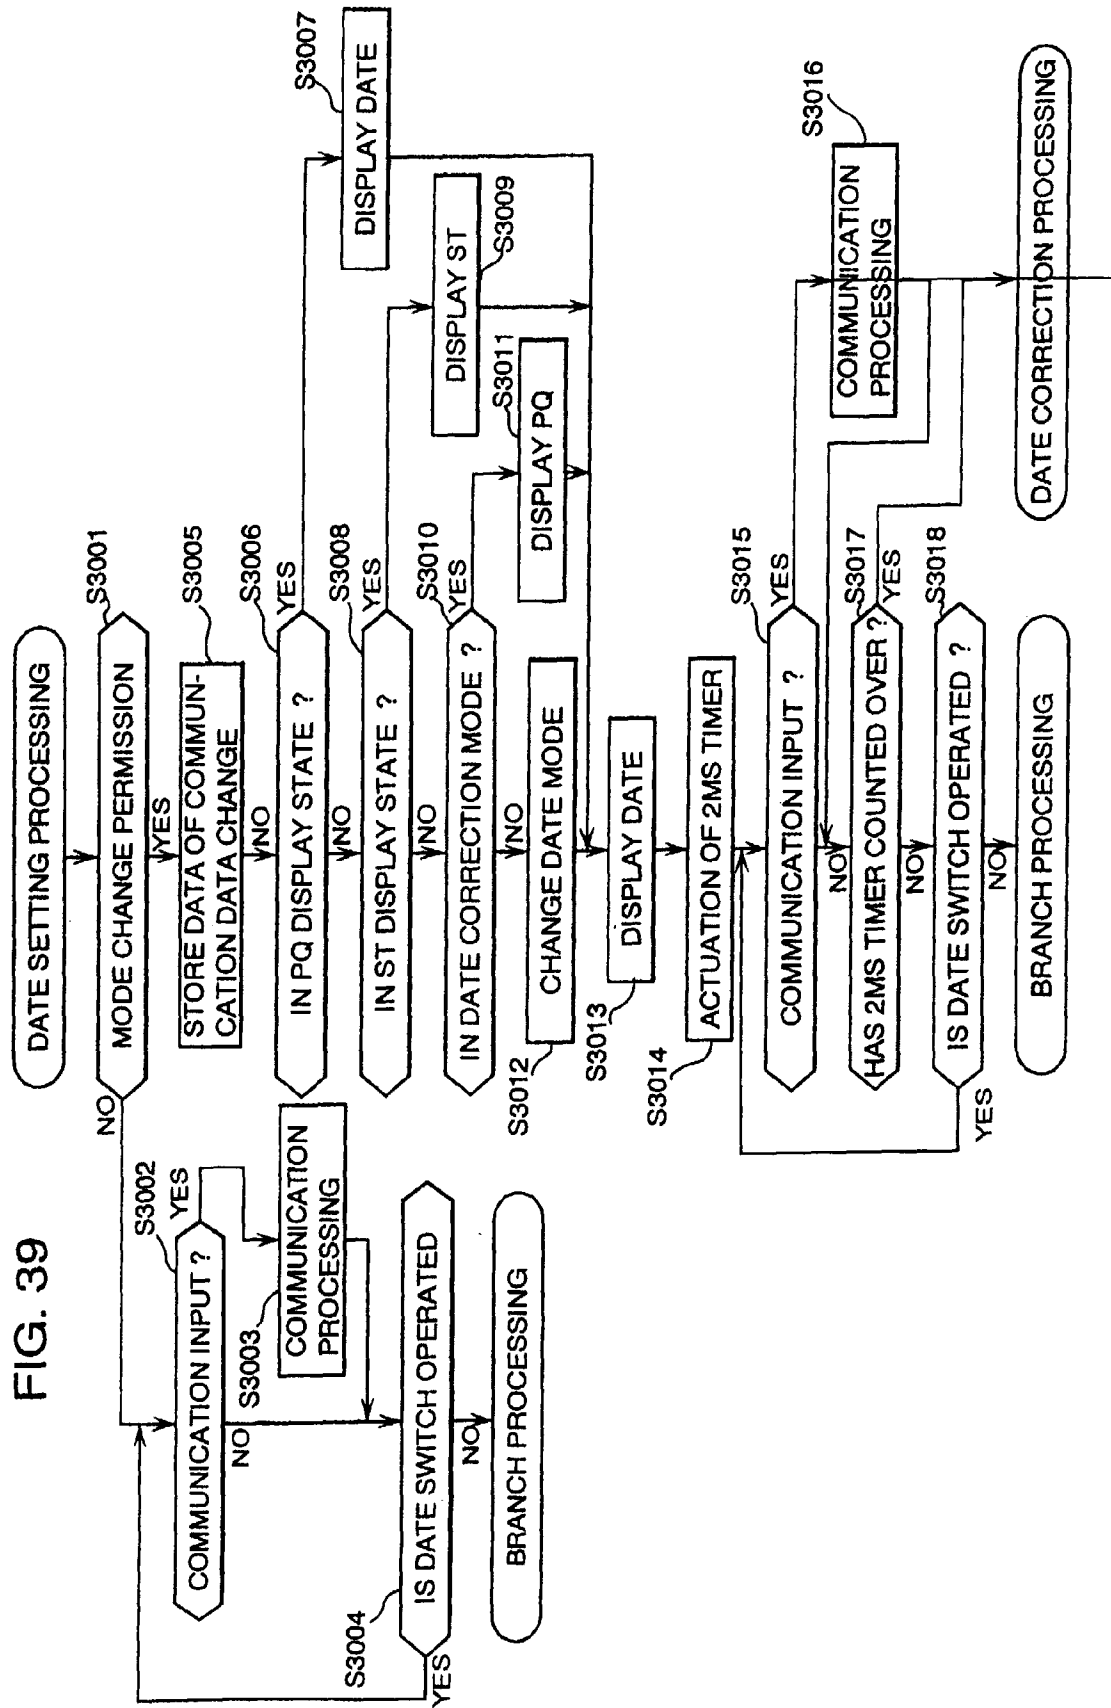 FIG. 39
DATE SETTING PROCESSING
S3001
MODE CHANGE PERMISSION
NO
YES
S3002
COMMUNICATION INPUT ?
YES
NO
S3003
COMMUNICATION
PROCESSING
S3004
IS DATE SWITCH OPERATED
YES
NO
BRANCH PROCESSING
S3005
STORE DATA OF COMMUN-
CATION DATA CHANGE
NO
S3006
IN PQ DISPLAY STATE ?
YES
NO
S3007
DISPLAY DATE
S3008
IN ST DISPLAY STATE ?
YES
NO
S3009
DISPLAY ST
S3010
IN DATE CORRECTION MODE ?
YES
NO
S3011
DISPLAY PQ
S3012
CHANGE DATE MODE
S3013
DISPLAY DATE
S3014
ACTUATION OF 2MS TIMER
S3015
COMMUNICATION INPUT ?
YES
NO
S3016
COMMUNICATION
PROCESSING
S3017
HAS 2MS TIMER COUNTED OVER ?
YES
NO
S3018
IS DATE SWITCH OPERATED ?
YES
NO
BRANCH PROCESSING
DATE CORRECTION PROCESSING